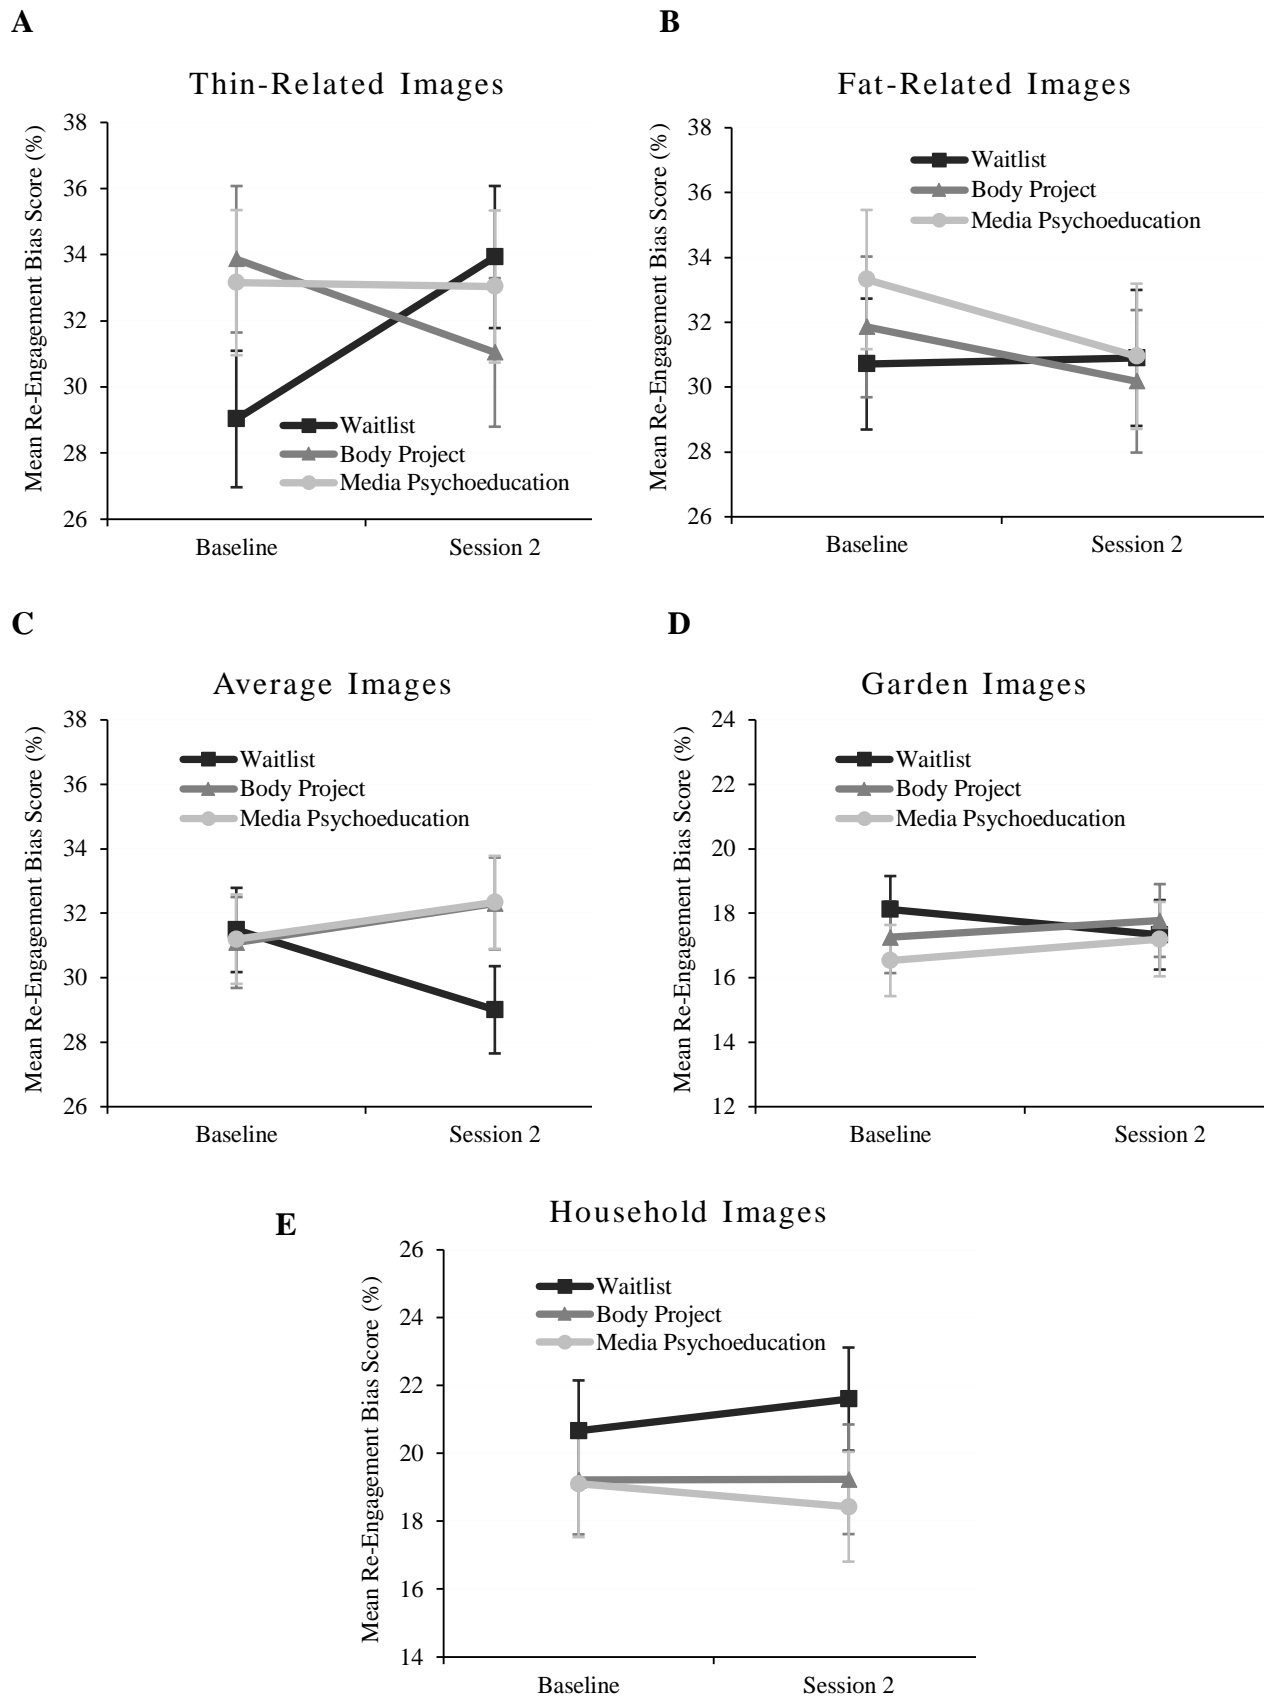 A
Thin-Related Images
Mean Re-Engagement Bias Score (%)
38
36
34
32
30
28
26
Waitlist
Body Project
Media Psychoeducation
Baseline Session 2
B
Fat-Related Images
Mean Re-Engagement Bias Score (%)
38
36
34
32
30
28
26
Waitlist
Body Project
Media Psychoeducation
Baseline Session 2
C
Average Images
Mean Re-Engagement Bias Score (%)
38
36
34
32
30
28
26
Waitlist
Body Project
Media Psychoeducation
Baseline Session 2
D
Garden Images
Mean Re-Engagement Bias Score (%)
24
22
20
18
16
14
12
Waitlist
Body Project
Media Psychoeducation
Baseline Session 2
E
Household Images
Mean Re-Engagement Bias Score (%)
26
24
22
20
18
16
14
Waitlist
Body Project
Media Psychoeducation
Baseline Session 2